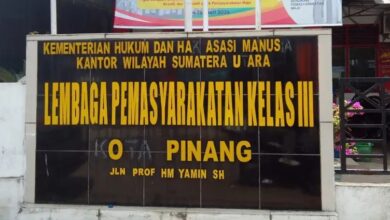 KEMENTERIAN HUKUM DAN HAK ASASI MANUSIA
KANTOR WILAYAH SUMATERA UTARA
LEMBAGA PEMASYARAKATAN KELAS III
KOTA PINANG
JLN PROF HM YAMIN SH